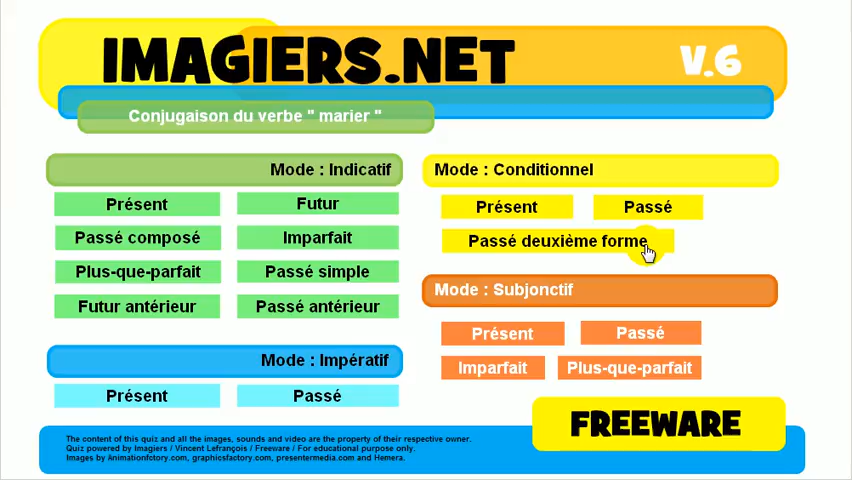 IMAGIERS.NET
V.6
Conjugaison du verbe " marier "
Mode : Indicatif
Présent
Futur
Passé composé
Imparfait
Plus-que-parfait
Passé simple
Futur antérieur
Passé antérieur
Mode : Impératif
Présent
Passé
Mode : Conditionnel
Présent
Passé
Passé deuxième forme
Mode : Subjonctif
Présent
Passé
Imparfait
Plus-que-parfait
FREEWARE
The content of this quiz and all the images, sounds and video are the property of their respective owner.
Quiz powered by Imagiers / Vincent Lefrançois / Freeware / For educational purpose only.
Images by Animationfctory.com, graphicsfactory.com, presentermedia.com and Hemera.